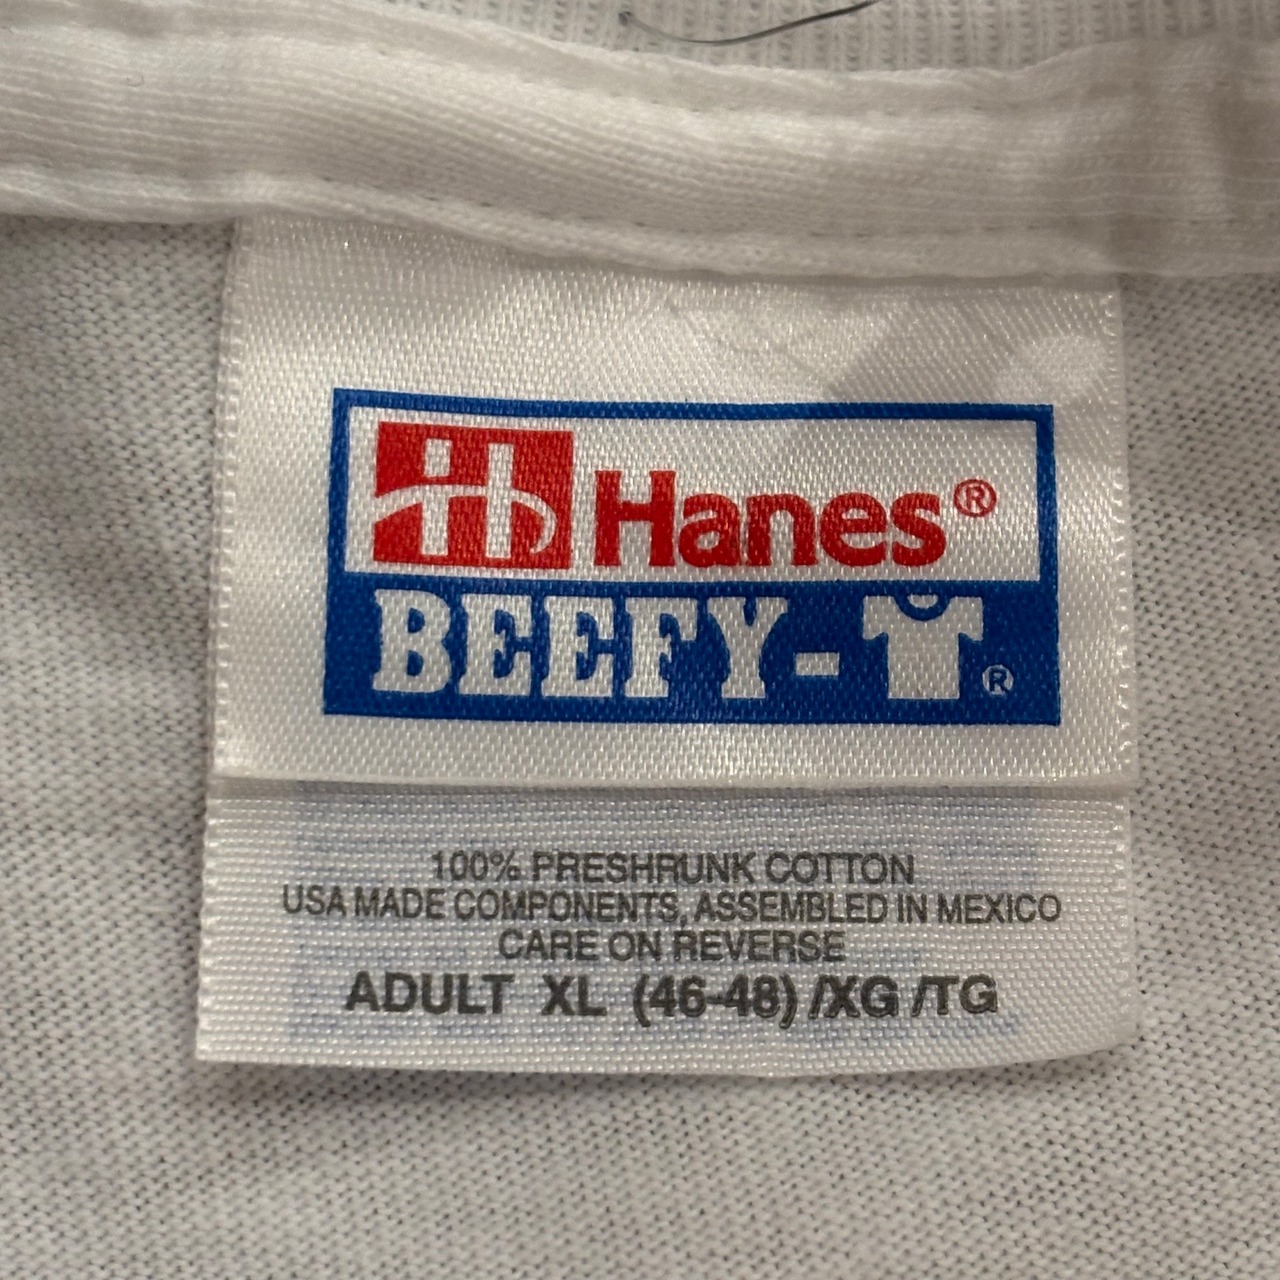 H Hanes®
BEEFY-T®
100% PRESHRUNK COTTON
USA MADE COMPONENTS, ASSEMBLED IN MEXICO
CARE ON REVERSE
ADULT XL (46-48) /XG /TG